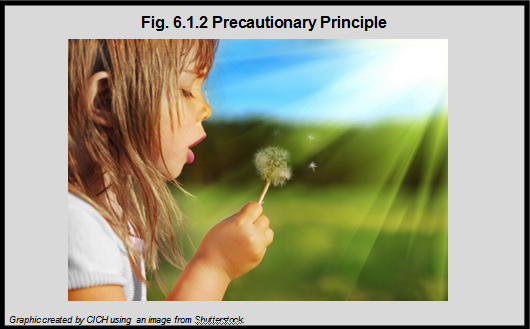 Fig. 6.1.2 Precautionary Principle
Graphic created by CICH using an image from Shutterstock.